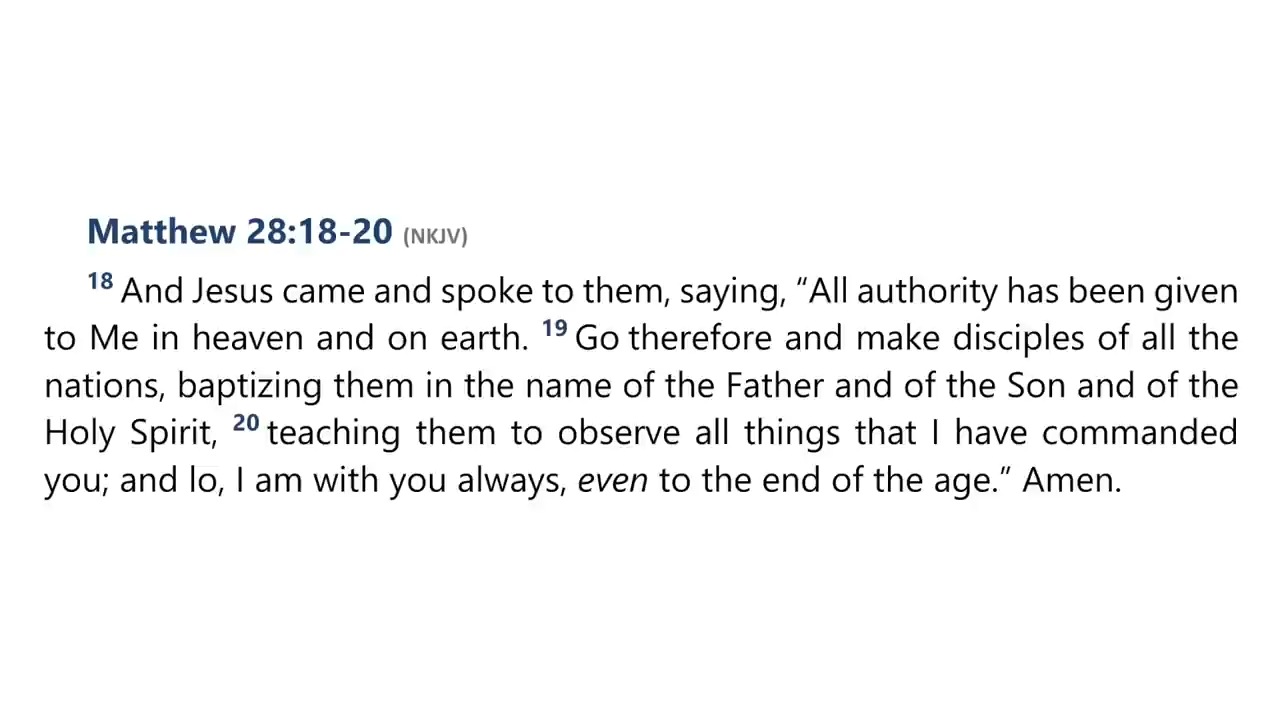 Matthew 28:18-20 (NKJV)
18 And Jesus came and spoke to them, saying, “All authority has been given
to Me in heaven and on earth. 19 Go therefore and make disciples of all the
nations, baptizing them in the name of the Father and of the Son and of the
Holy Spirit, 20 teaching them to observe all things that I have commanded
you; and lo, I am with you always, even to the end of the age.” Amen.